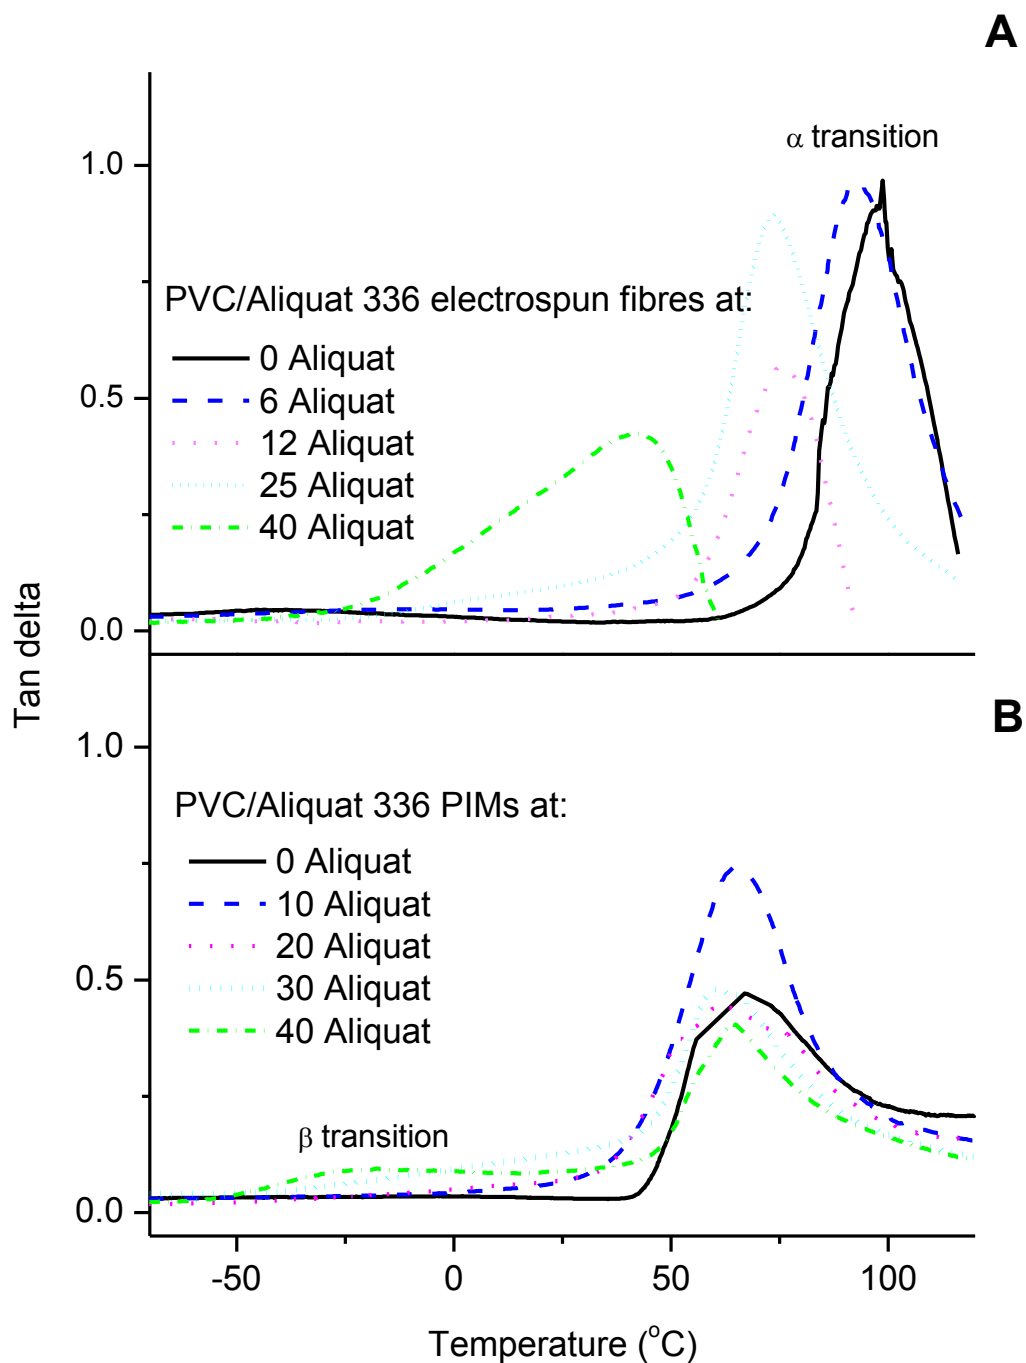 A
α transition
1.0
PVC/Aliquat 336 electrospun fibres at:
0 Aliquat
6 Aliquat
12 Aliquat
25 Aliquat
40 Aliquat
0.5
0.0
Tan delta
B
1.0
PVC/Aliquat 336 PIMs at:
0 Aliquat
10 Aliquat
20 Aliquat
30 Aliquat
40 Aliquat
0.5
β transition
0.0
-50 0 50 100
Temperature (°C)